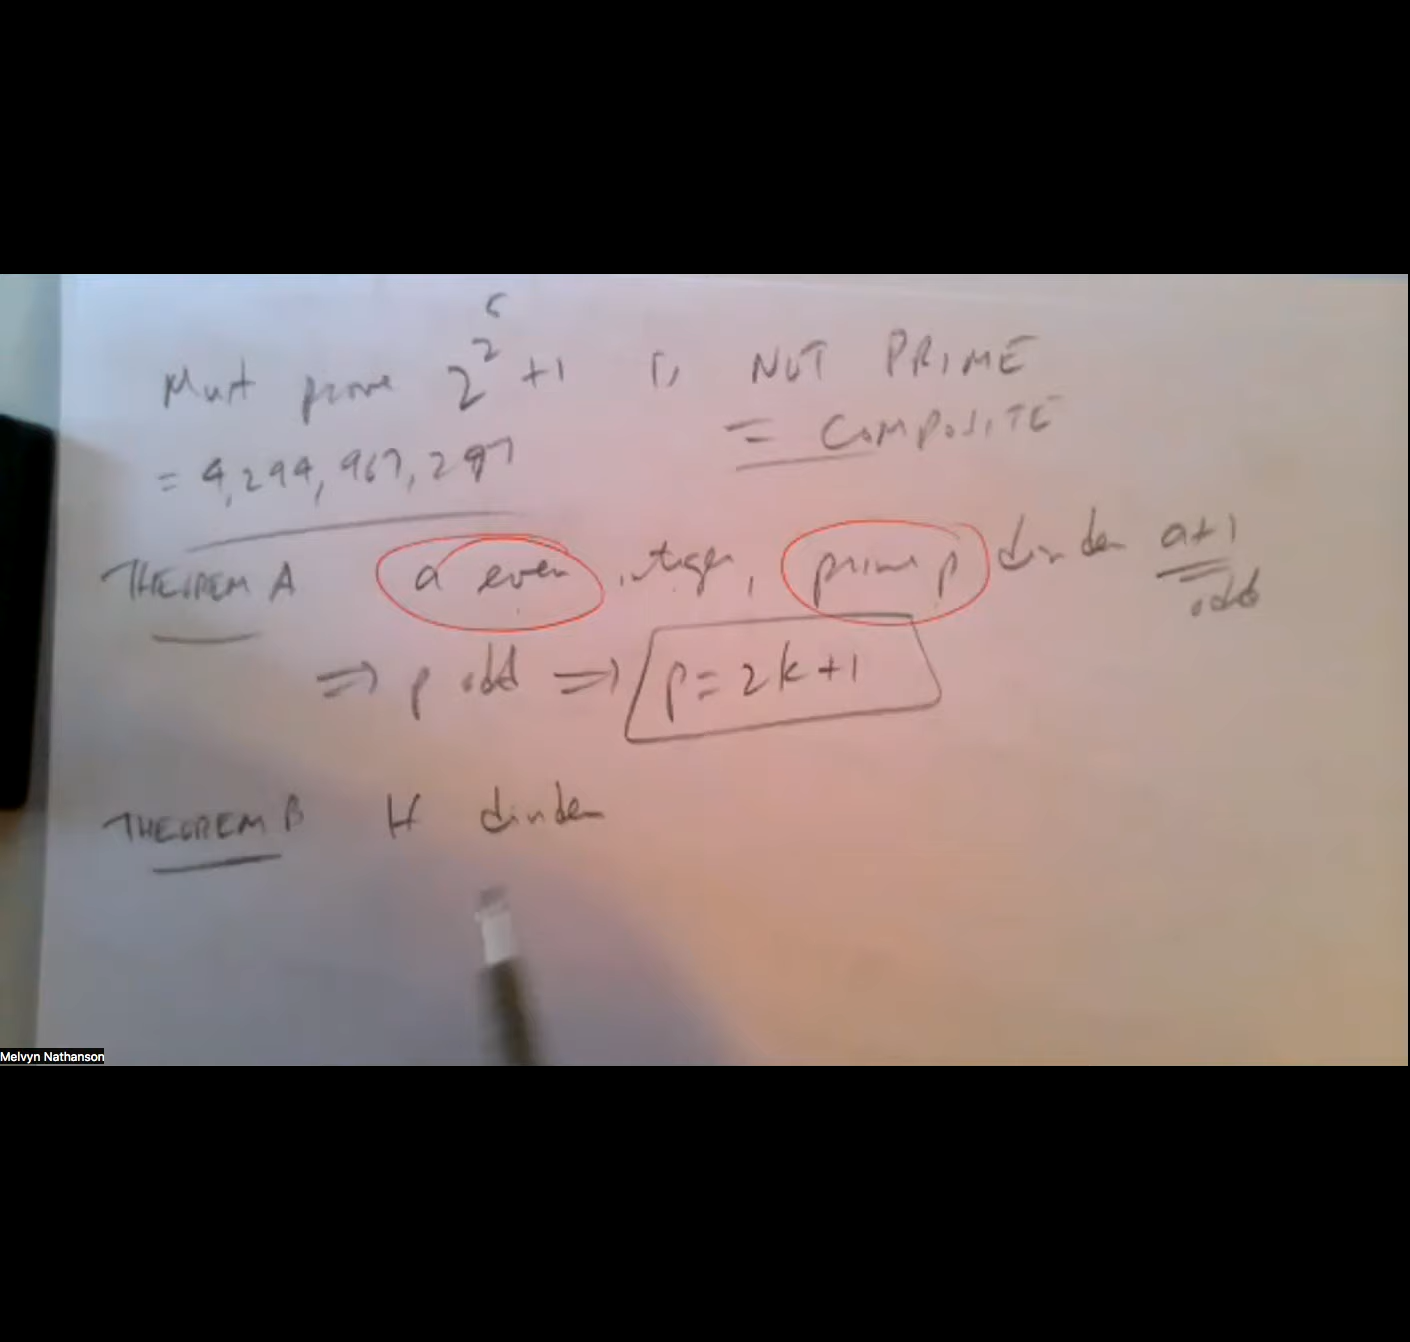 Must prove 2^2^5 + 1 is NOT PRIME
= 4,294,967,297 = COMPOSITE
THEOREM A a even integer, prime p divides a+1
odd
⇒ p odd ⇒ p = 2k+1
THEOREM B If divides
Melvyn Nathanson